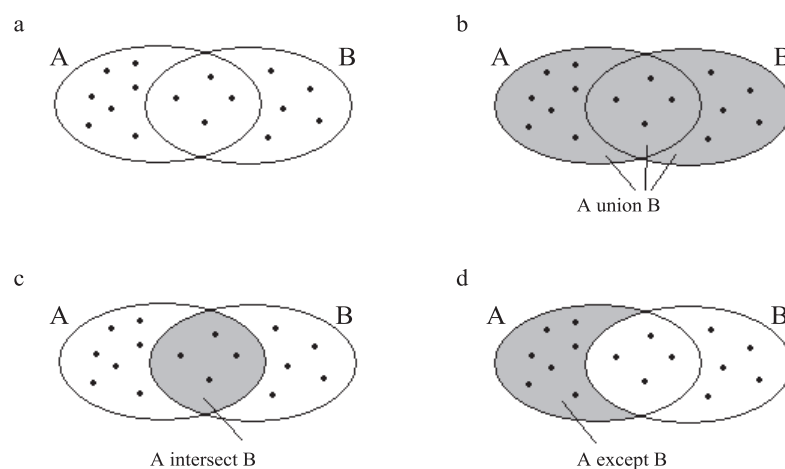 a
A B
b
A B
A union B
c
A B
A intersect B
d
A B
A except B